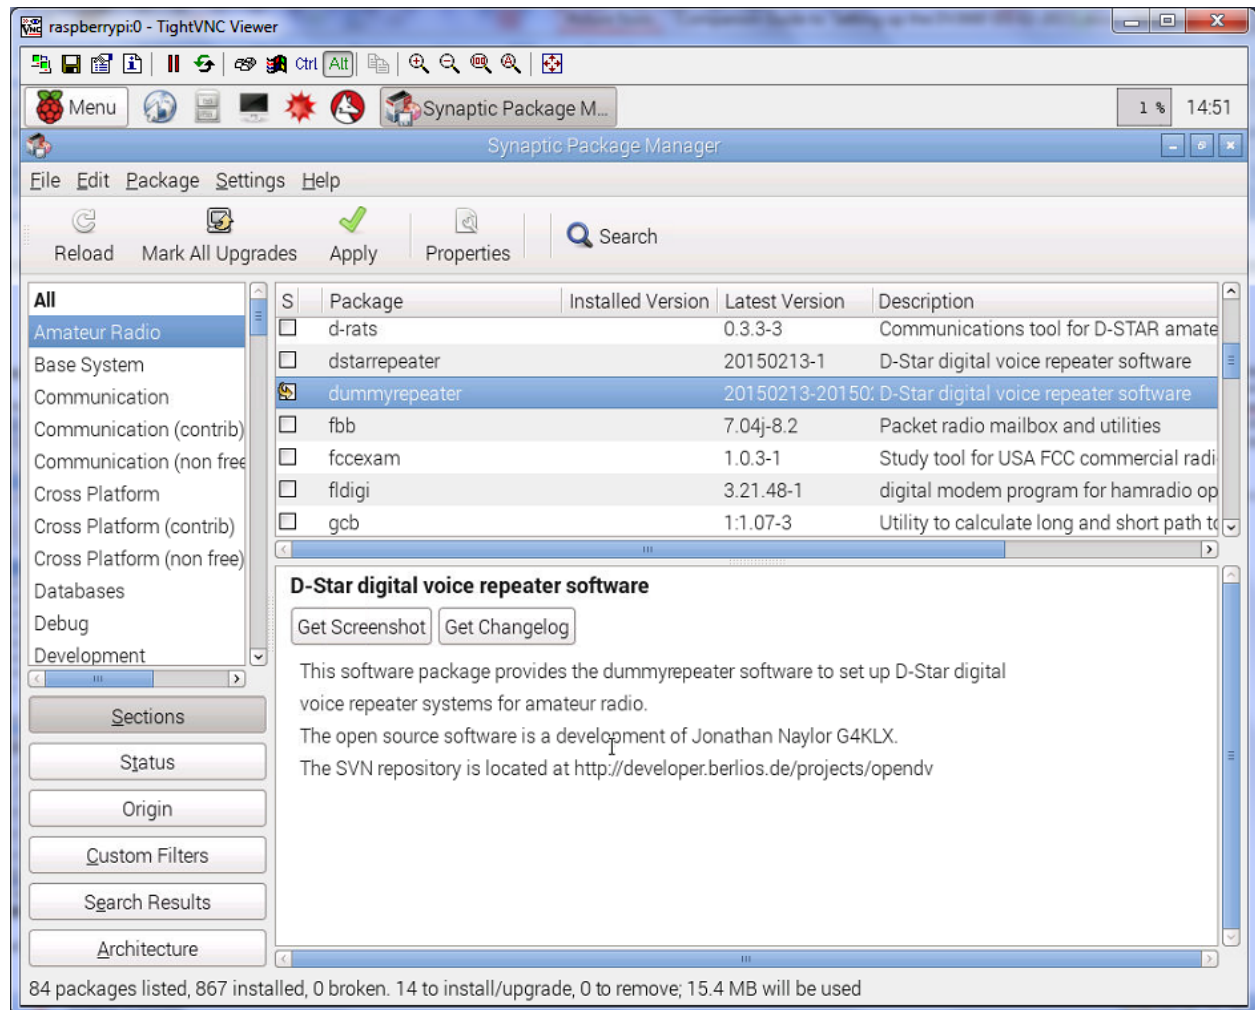 raspberrypi:0 - TightVNC Viewer
Ctrl Alt
Menu Synaptic Package M... 1 % 14:51
Synaptic Package Manager
File Edit Package Settings Help
Reload Mark All Upgrades Apply Properties Search
All
Amateur Radio
Base System
Communication
Communication (contrib)
Communication (non free
Cross Platform
Cross Platform (contrib)
Cross Platform (non free)
Databases
Debug
Development
Sections
Status
Origin
Custom Filters
Search Results
Architecture
S Package Installed Version Latest Version Description
d-rats 0.3.3-3 Communications tool for D-STAR amate
dstarrepeater 20150213-1 D-Star digital voice repeater software
dummyrepeater 20150213-20150 D-Star digital voice repeater software
fbb 7.04j-8.2 Packet radio mailbox and utilities
fccexam 1.0.3-1 Study tool for USA FCC commercial radi
fldigi 3.21.48-1 digital modem program for hamradio op
gcb 1:1.07-3 Utility to calculate long and short path to
D-Star digital voice repeater software
Get Screenshot Get Changelog
This software package provides the dummyrepeater software to set up D-Star digital
voice repeater systems for amateur radio.
The open source software is a development of Jonathan Naylor G4KLX.
The SVN repository is located at http://developer.berlios.de/projects/opendv
84 packages listed, 867 installed, 0 broken. 14 to install/upgrade, 0 to remove; 15.4 MB will be used